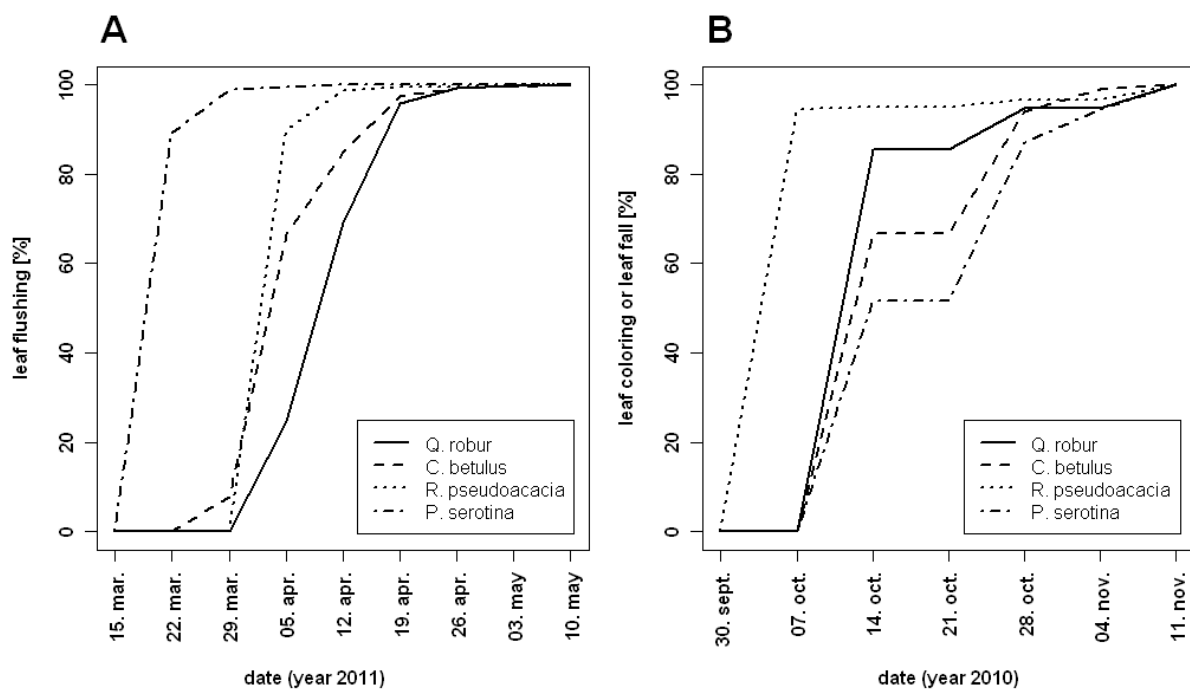 A
leaf flushing [%]
100
80
60
40
20
0
Q. robur
C. betulus
R. pseudoacacia
P. serotina
15. mar.
22. mar.
29. mar.
05. apr.
12. apr.
19. apr.
26. apr.
03. may
10. may
date (year 2011)
B
leaf coloring or leaf fall [%]
100
80
60
40
20
0
Q. robur
C. betulus
R. pseudoacacia
P. serotina
30. sept.
07. oct.
14. oct.
21. oct.
28. oct.
04. nov.
11. nov.
date (year 2010)